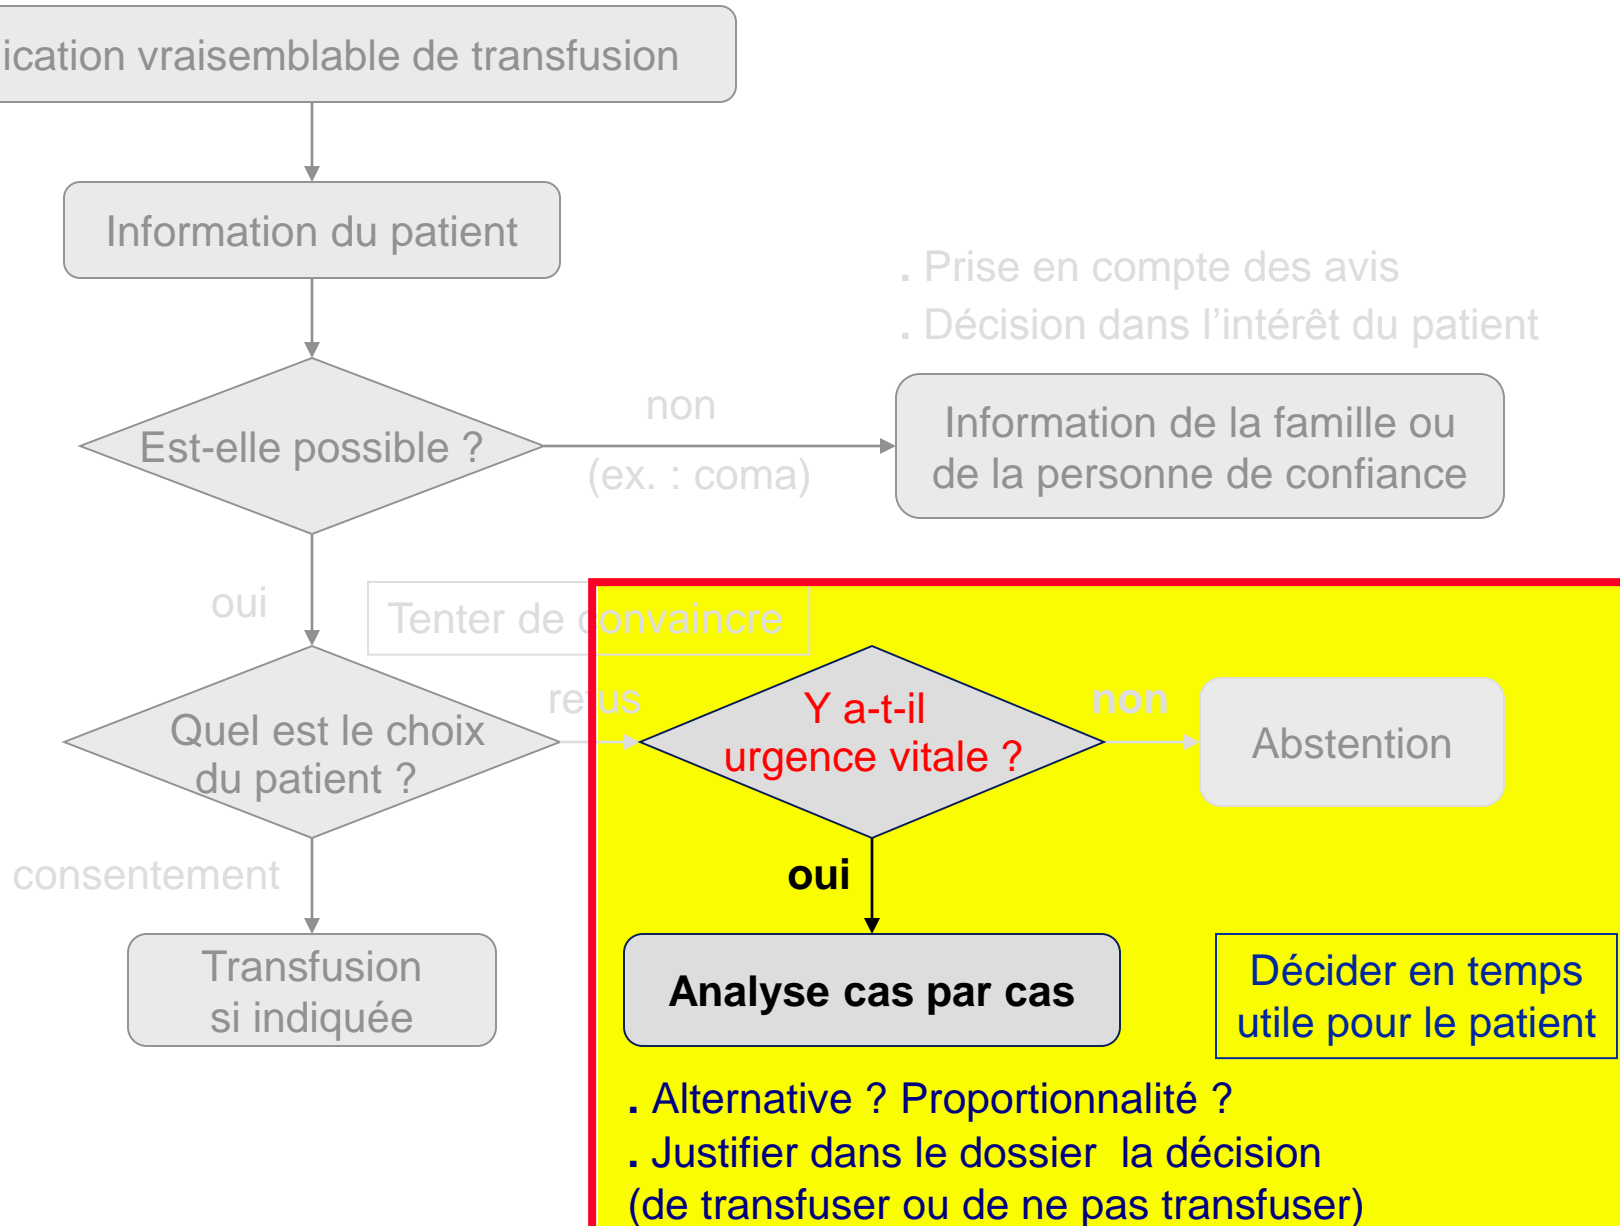 ication vraisemblable de transfusion
Information du patient
. Prise en compte des avis
. Décision dans l’intérêt du patient
Est-elle possible ?
non
(ex. : coma)
Information de la famille ou
de la personne de confiance
oui
Tenter de convaincre
Quel est le choix
du patient ?
refus
Y a-t-il
urgence vitale ?
non
Abstention
consentement
oui
Transfusion
si indiquée
Analyse cas par cas
Décider en temps
utile pour le patient
. Alternative ? Proportionnalité ?
. Justifier dans le dossier la décision
(de transfuser ou de ne pas transfuser)